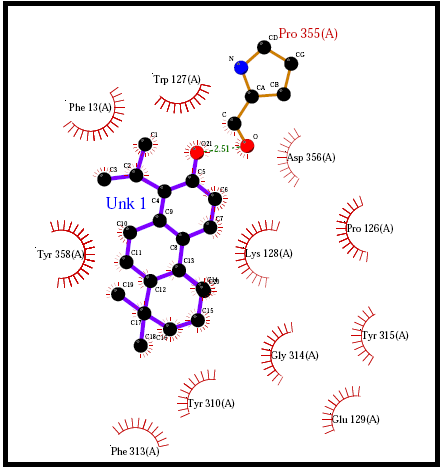 CD
Pro 355(A)
N
CG
CA
CB
Trp 127(A)
Phe 13(A)
C
O
C1
O21
2.51
Asp 356(A)
C2
C3
C5
C4
C6
Unk 1
C9
C7
C10
Pro 126(A)
C8
Tyr 358(A)
Lys 128(A)
C11
C13
C12
C19
C17
C15
C18
C16
Tyr 315(A)
Gly 314(A)
Tyr 310(A)
Glu 129(A)
Phe 313(A)